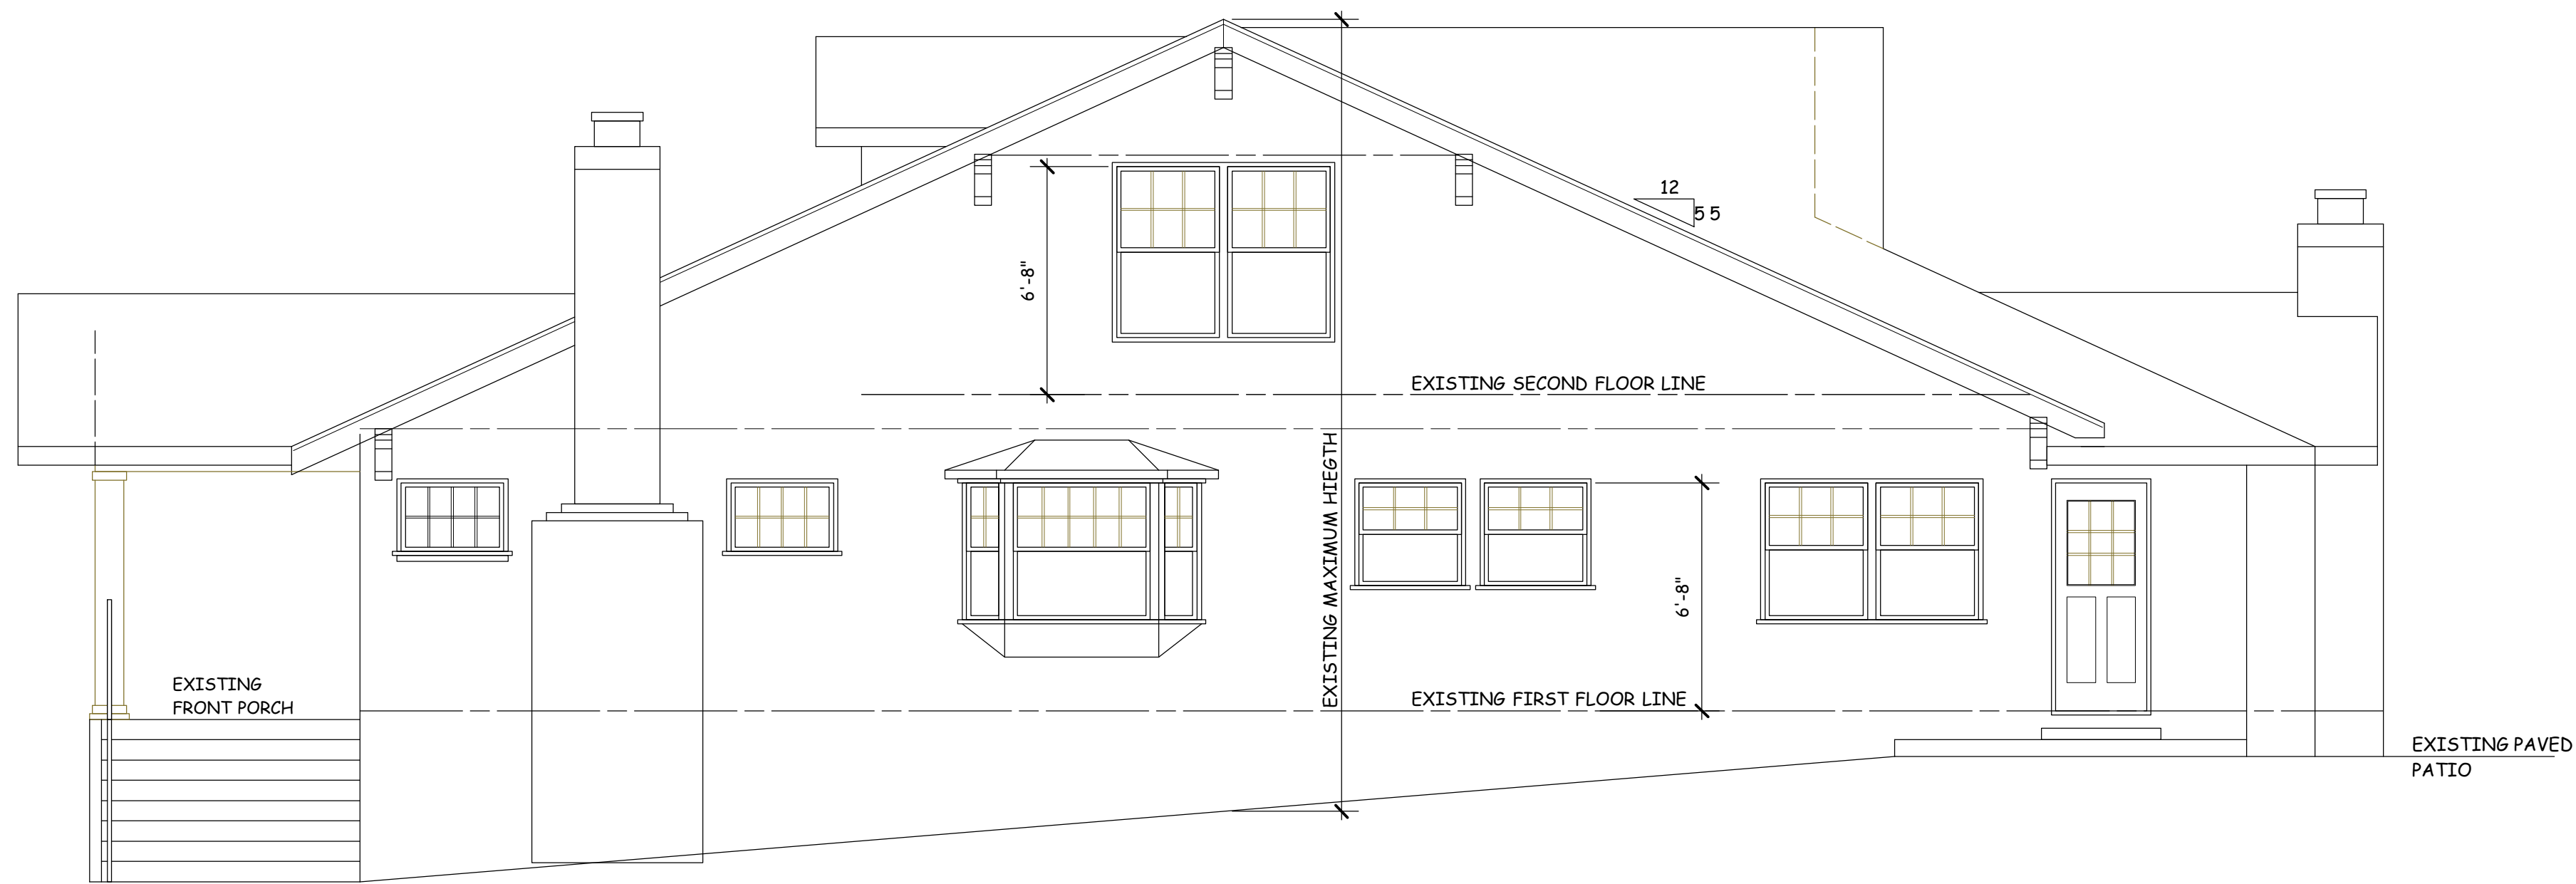 12
5 5
6'-8"
EXISTING SECOND FLOOR LINE
EXISTING MAXIMUM HIEGTH
6'-8"
EXISTING
FRONT PORCH
EXISTING FIRST FLOOR LINE
EXISTING PAVED
PATIO